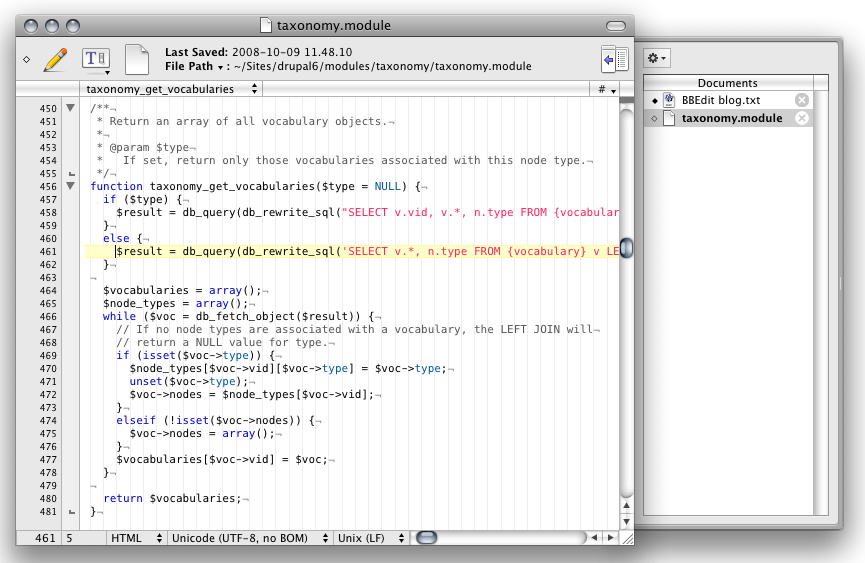 taxonomy.module
Last Saved: 2008-10-09 11.48.10
File Path ▾ : ~/Sites/drupal6/modules/taxonomy/taxonomy.module
taxonomy_get_vocabularies
#
450 /**¬
451  * Return an array of all vocabulary objects.¬
452  *¬
453  * @param $type¬
454  *   If set, return only those vocabularies associated with this node type.¬
455  */¬
456 function taxonomy_get_vocabularies($type = NULL) {¬
457   if ($type) {¬
458     $result = db_query(db_rewrite_sql("SELECT v.vid, v.*, n.type FROM {vocabular
459   }¬
460   else {¬
461     $result = db_query(db_rewrite_sql('SELECT v.*, n.type FROM {vocabulary} v LE
462   }¬
463 ¬
464   $vocabularies = array();¬
465   $node_types = array();¬
466   while ($voc = db_fetch_object($result)) {¬
467     // If no node types are associated with a vocabulary, the LEFT JOIN will¬
468     // return a NULL value for type.¬
469     if (isset($voc->type)) {¬
470       $node_types[$voc->vid][$voc->type] = $voc->type;¬
471       unset($voc->type);¬
472       $voc->nodes = $node_types[$voc->vid];¬
473     }¬
474     elseif (!isset($voc->nodes)) {¬
475       $voc->nodes = array();¬
476     }¬
477     $vocabularies[$voc->vid] = $voc;¬
478   }¬
479 ¬
480   return $vocabularies;¬
481 }¬
461 5 HTML Unicode (UTF-8, no BOM) Unix (LF)
Documents
BBEdit blog.txt
taxonomy.module